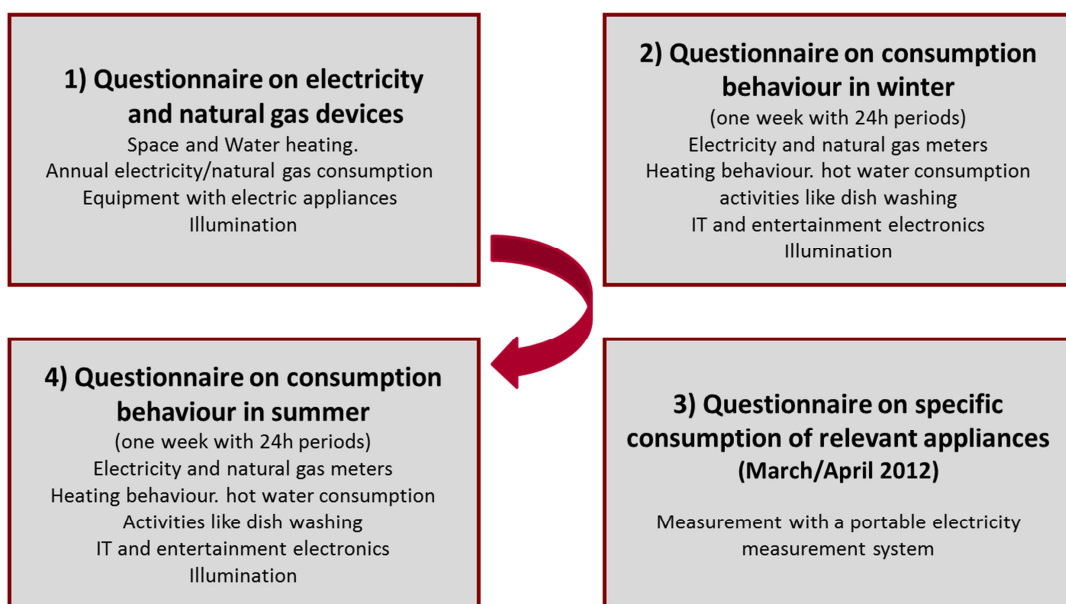 1) Questionnaire on electricity
and natural gas devices
Space and Water heating.
Annual electricity/natural gas consumption
Equipment with electric appliances
Illumination
2) Questionnaire on consumption
behaviour in winter
(one week with 24h periods)
Electricity and natural gas meters
Heating behaviour. hot water consumption
activities like dish washing
IT and entertainment electronics
Illumination
3) Questionnaire on specific
consumption of relevant appliances
(March/April 2012)
Measurement with a portable electricity
measurement system
4) Questionnaire on consumption
behaviour in summer
(one week with 24h periods)
Electricity and natural gas meters
Heating behaviour. hot water consumption
Activities like dish washing
IT and entertainment electronics
Illumination